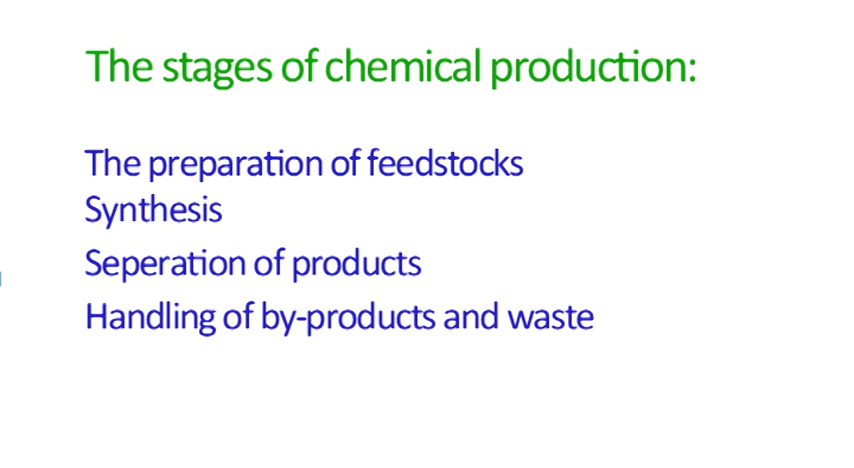 The stages of chemical production:
The preparation of feedstocks
Synthesis
Seperation of products
Handling of by-products and waste